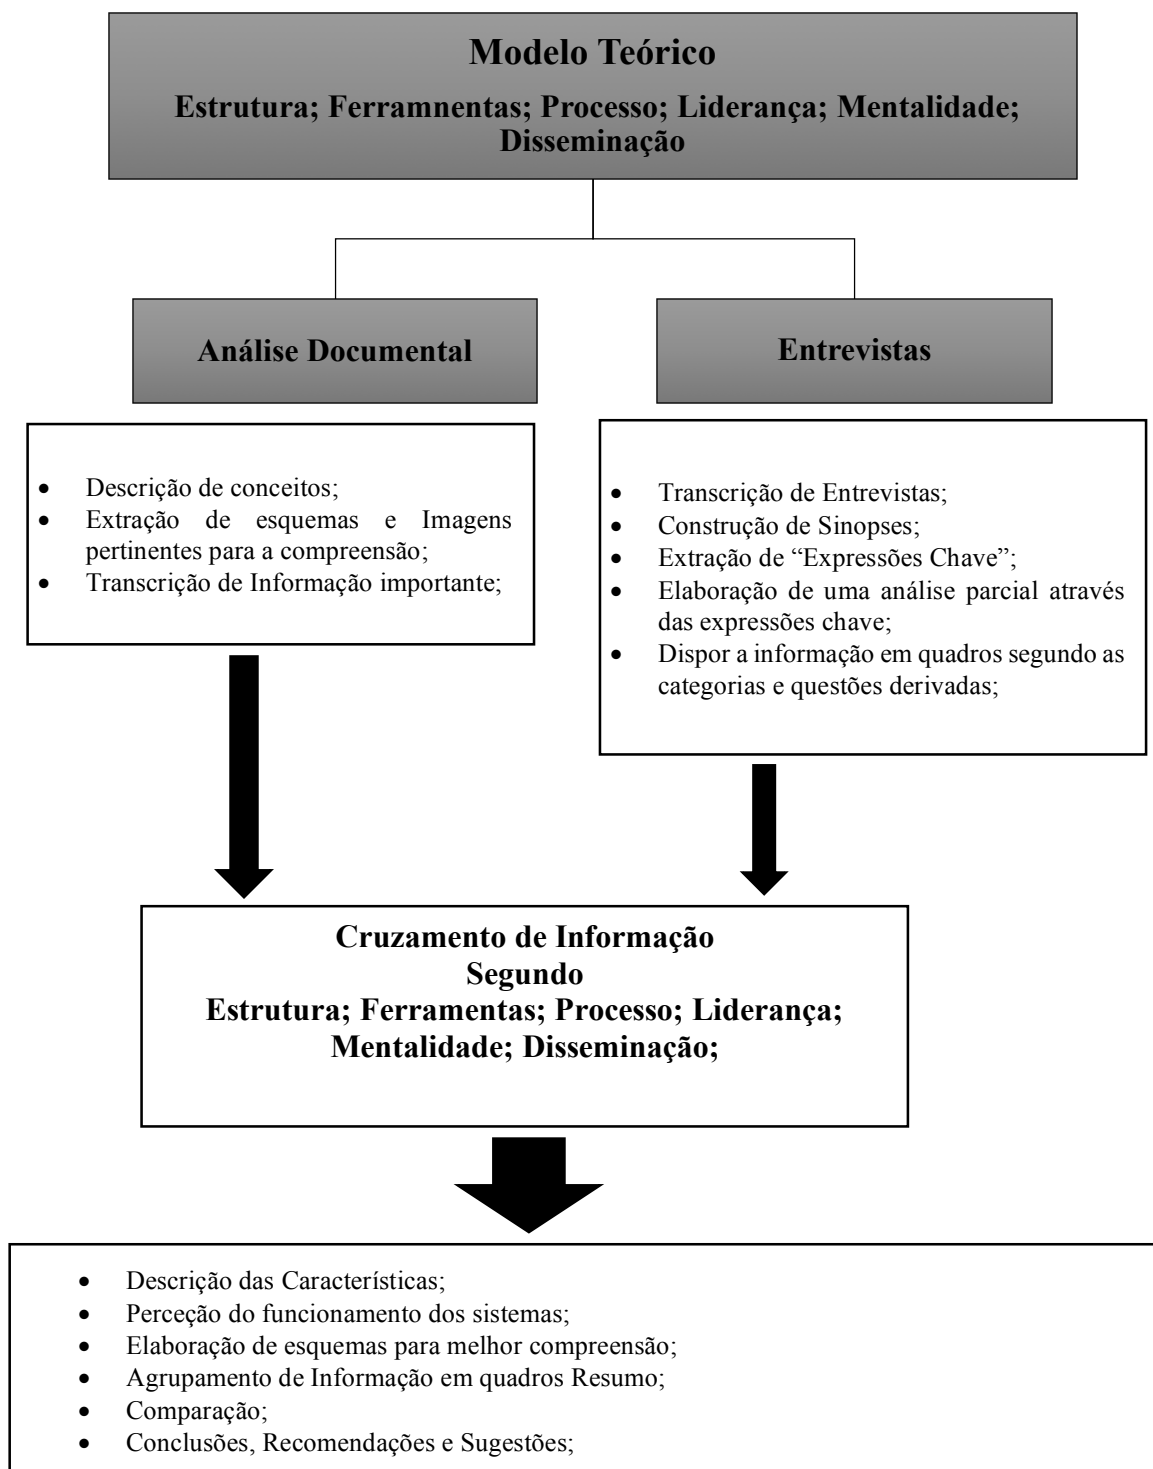 Modelo Teórico
Estrutura; Ferramnentas; Processo; Liderança; Mentalidade;
Disseminação
Análise Documental
Entrevistas
• Descrição de conceitos;
• Extração de esquemas e Imagens
pertinentes para a compreensão;
• Transcrição de Informação importante;
• Transcrição de Entrevistas;
• Construção de Sinopses;
• Extração de “Expressões Chave”;
• Elaboração de uma análise parcial através
das expressões chave;
• Dispor a informação em quadros segundo as
categorias e questões derivadas;
Cruzamento de Informação
Segundo
Estrutura; Ferramentas; Processo; Liderança;
Mentalidade; Disseminação;
• Descrição das Característícas;
• Perceção do funcionamento dos sistemas;
• Elaboração de esquemas para melhor compreensão;
• Agrupamento de Informação em quadros Resumo;
• Comparação;
• Conclusões, Recomendações e Sugestões;